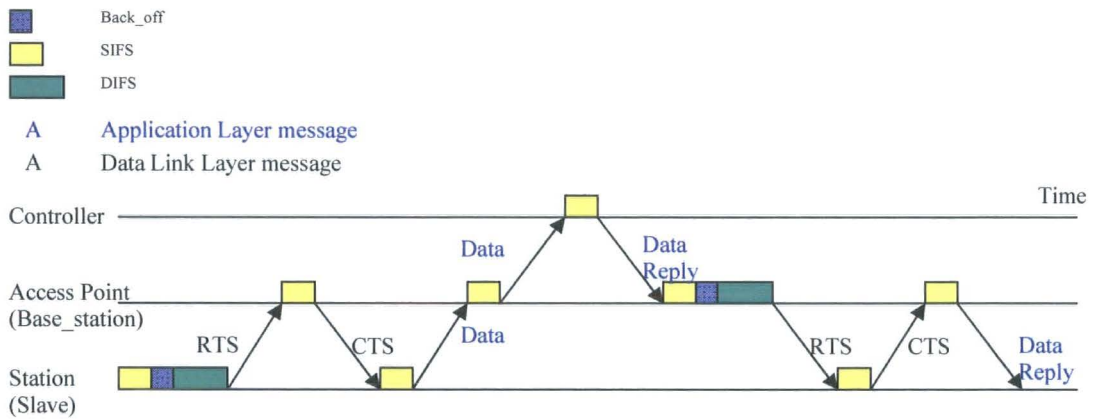 Back_off
SIFS
DIFS
A Application Layer message
A Data Link Layer message
Time
Controller
Data
Data
Reply
Access Point
(Base_station)
RTS
CTS
Data
RTS
CTS
Data
Reply
Station
(Slave)